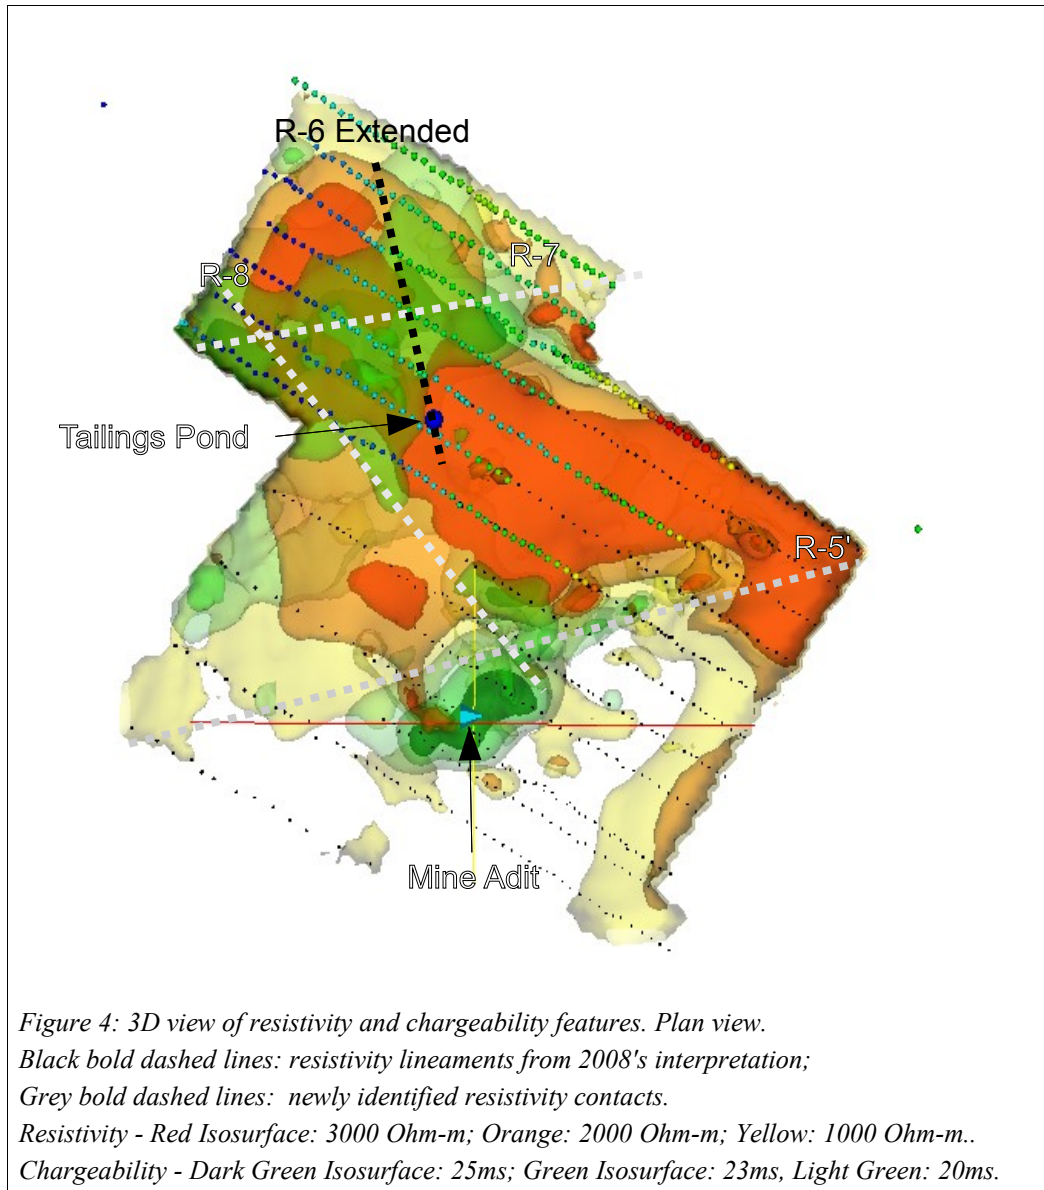 R-6 Extended
R-7
R-8
Tailings Pond
R-5'
Mine Adit
Figure 4: 3D view of resistivity and chargeability features. Plan view.
Black bold dashed lines: resistivity lineaments from 2008's interpretation;
Grey bold dashed lines:  newly identified resistivity contacts.
Resistivity - Red Isosurface: 3000 Ohm-m; Orange: 2000 Ohm-m; Yellow: 1000 Ohm-m..
Chargeability - Dark Green Isosurface: 25ms; Green Isosurface: 23ms, Light Green: 20ms.